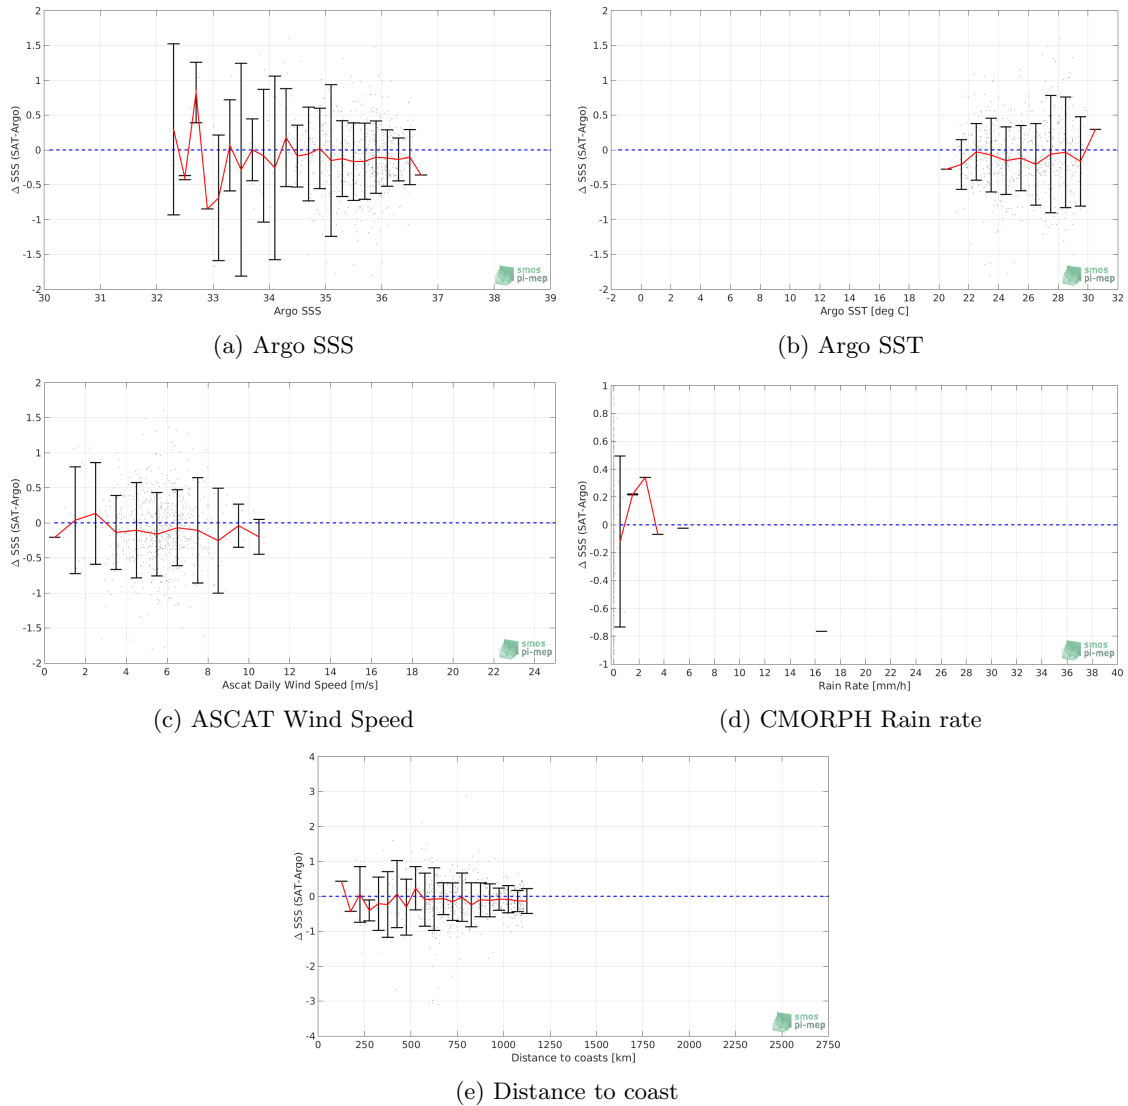 2
1.5
1
0.5
0
-0.5
-1
-1.5
-2
Δ SSS (SAT-Argo)
30 31 32 33 34 35 36 37 38 39
Argo SSS
smos
pi-mep
(a) Argo SSS
2
1.5
1
0.5
0
-0.5
-1
-1.5
-2
Δ SSS (SAT-Argo)
-2 0 2 4 6 8 10 12 14 16 18 20 22 24 26 28 30 32
Argo SST [deg C]
smos
pi-mep
(b) Argo SST
2
1.5
1
0.5
0
-0.5
-1
-1.5
-2
Δ SSS (SAT-Argo)
0 2 4 6 8 10 12 14 16 18 20 22 24
Ascat Daily Wind Speed [m/s]
smos
pi-mep
(c) ASCAT Wind Speed
1
0.8
0.6
0.4
0.2
0
-0.2
-0.4
-0.6
-0.8
-1
Δ SSS (SAT-Argo)
0 2 4 6 8 10 12 14 16 18 20 22 24 26 28 30 32 34 36 38 40
Rain Rate [mm/h]
smos
pi-mep
(d) CMORPH Rain rate
4
3
2
1
0
-1
-2
-3
-4
Δ SSS (SAT-Argo)
0 250 500 750 1000 1250 1500 1750 2000 2250 2500 2750
Distance to coasts [km]
smos
pi-mep
(e) Distance to coast